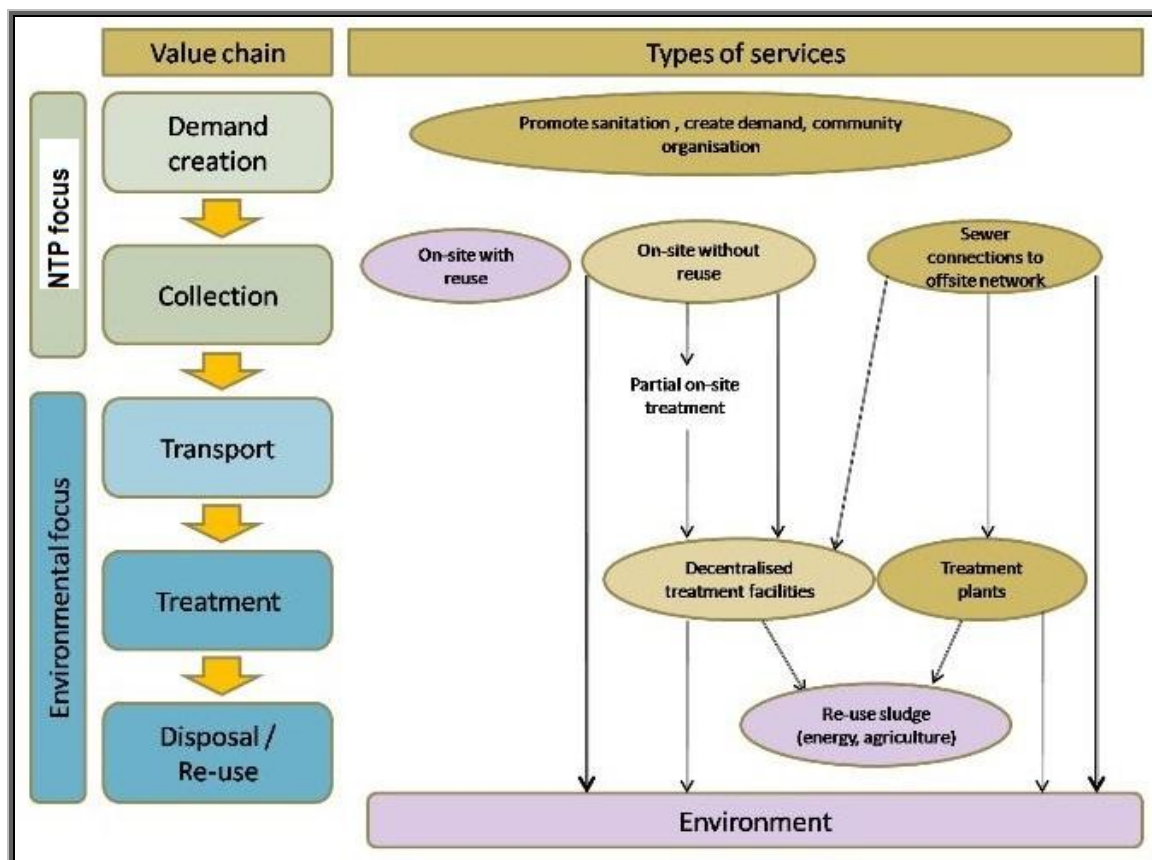 Value chain
Types of services
NTP focus
Demand
creation
Promote sanitation , create demand, community
organisation
Collection
On-site with
reuse
On-site without
reuse
Sewer
connections to
offsite network
Partial on-site
treatment
Environmental focus
Transport
Treatment
Decentralised
treatment facilities
Treatment
plants
Disposal /
Re-use
Re-use sludge
(energy, agriculture)
Environment